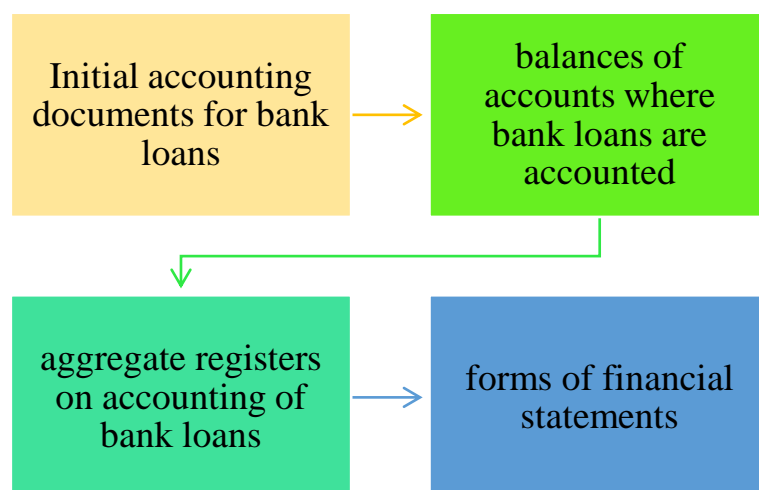 Initial accounting
documents for bank
loans
balances of
accounts where
bank loans are
accounted
aggregate registers
on accounting of
bank loans
forms of financial
statements